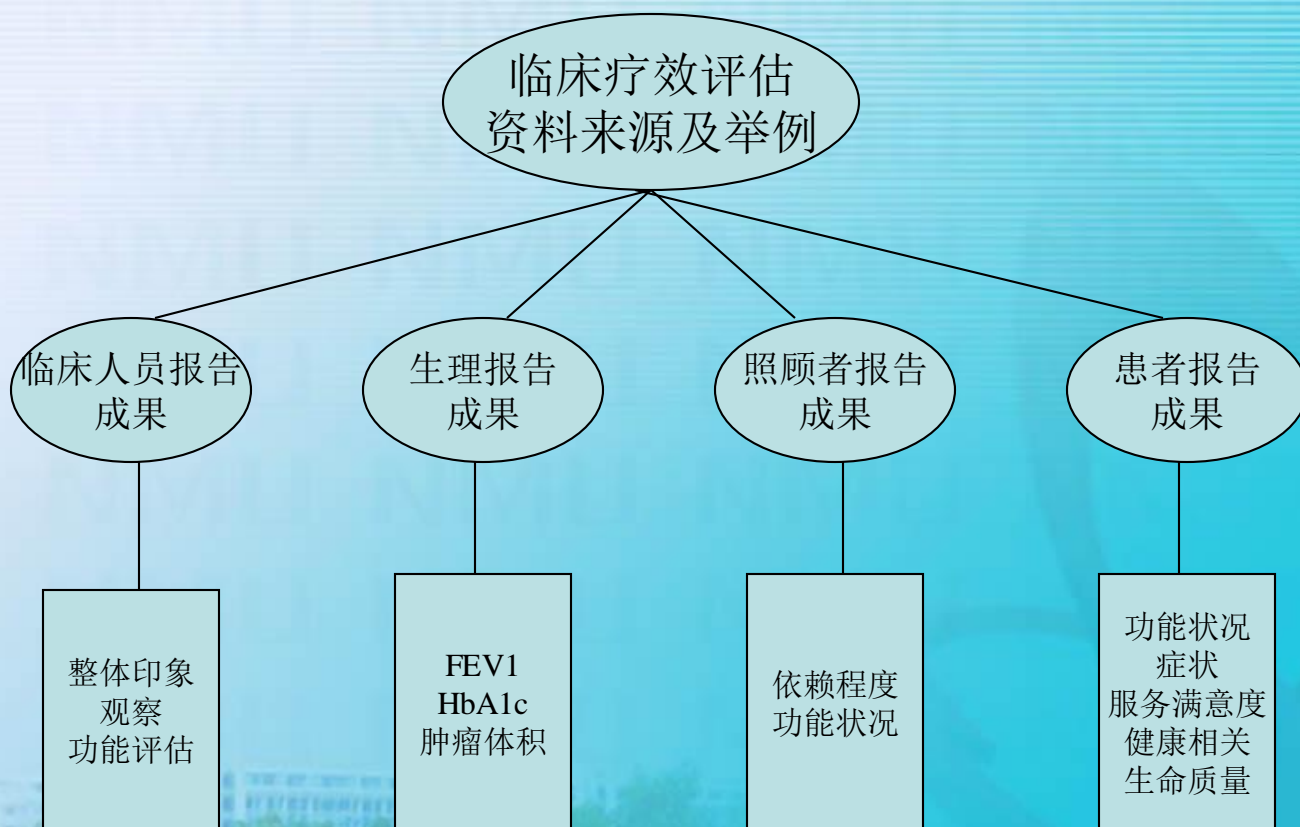 临床疗效评估
资料来源及举例
临床人员报告
成果
生理报告
成果
照顾者报告
成果
患者报告
成果
整体印象
观察
功能评估
FEV1
HbA1c
肿瘤体积
依赖程度
功能状况
功能状况
症状
服务满意度
健康相关
生命质量